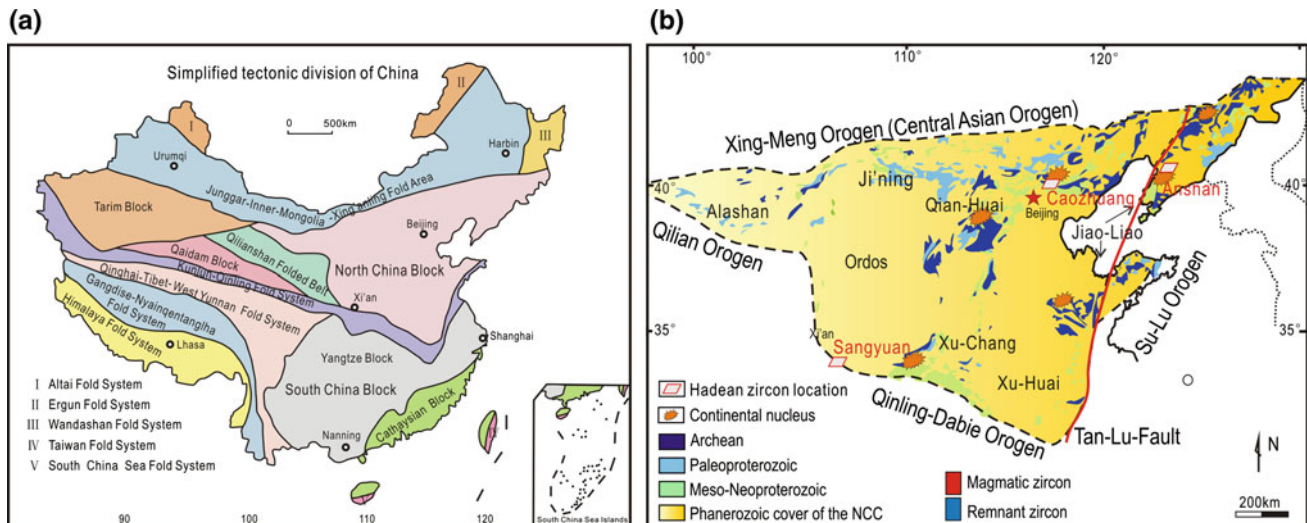 (a)
Simplified tectonic division of China
0 500km
I
II
III
Harbin
Urumqi
Junggar-Inner-Mongolia-Xing'anling Fold Area
Tarim Block
Beijing
Qilianshan Folded Belt
Qaidam Block
North China Block
Kunlun-Qinling Fold System
Qinghai-Tibet-West Yunnan Fold System
Xi'an
Gangdise-Nyainqentanglha Fold System
Himalaya Fold System
Lhasa
Shanghai
Yangtze Block
South China Block
Cathaysian Block
Nanning
IV
I Altai Fold System
II Ergun Fold System
III Wandashan Fold System
IV Taiwan Fold System
V South China Sea Fold System
South China Sea Islands
90 100 110 120
(b)
100° 110° 120°
40° 40°
35° 35°
Xing-Meng Orogen (Central Asian Orogen)
Ji'ning
Alashan
Qian-Huai
Caozhuang
Beijing
Anshan
Jiao-Liao
Qilian Orogen
Ordos
Su-Lu Orogen
Xi'an
Sangyuan
Xu-Chang
Xu-Huai
Qinling-Dabie Orogen
Tan-Lu-Fault
Hadean zircon location
Continental nucleus
Archean
Paleoproterozoic
Meso-Neoproterozoic
Phanerozoic cover of the NCC
Magmatic zircon
Remnant zircon
N
200km